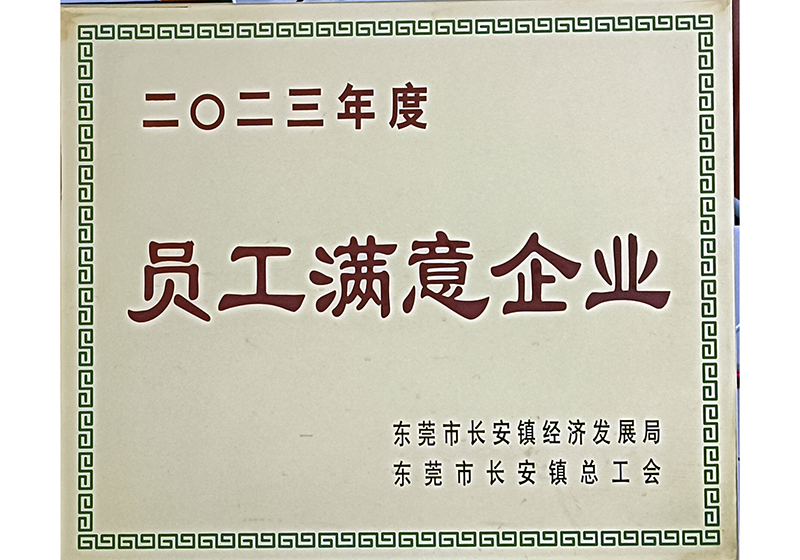 二〇二三年度
员工满意企业
东莞市长安镇经济发展局
东莞市长安镇总工会